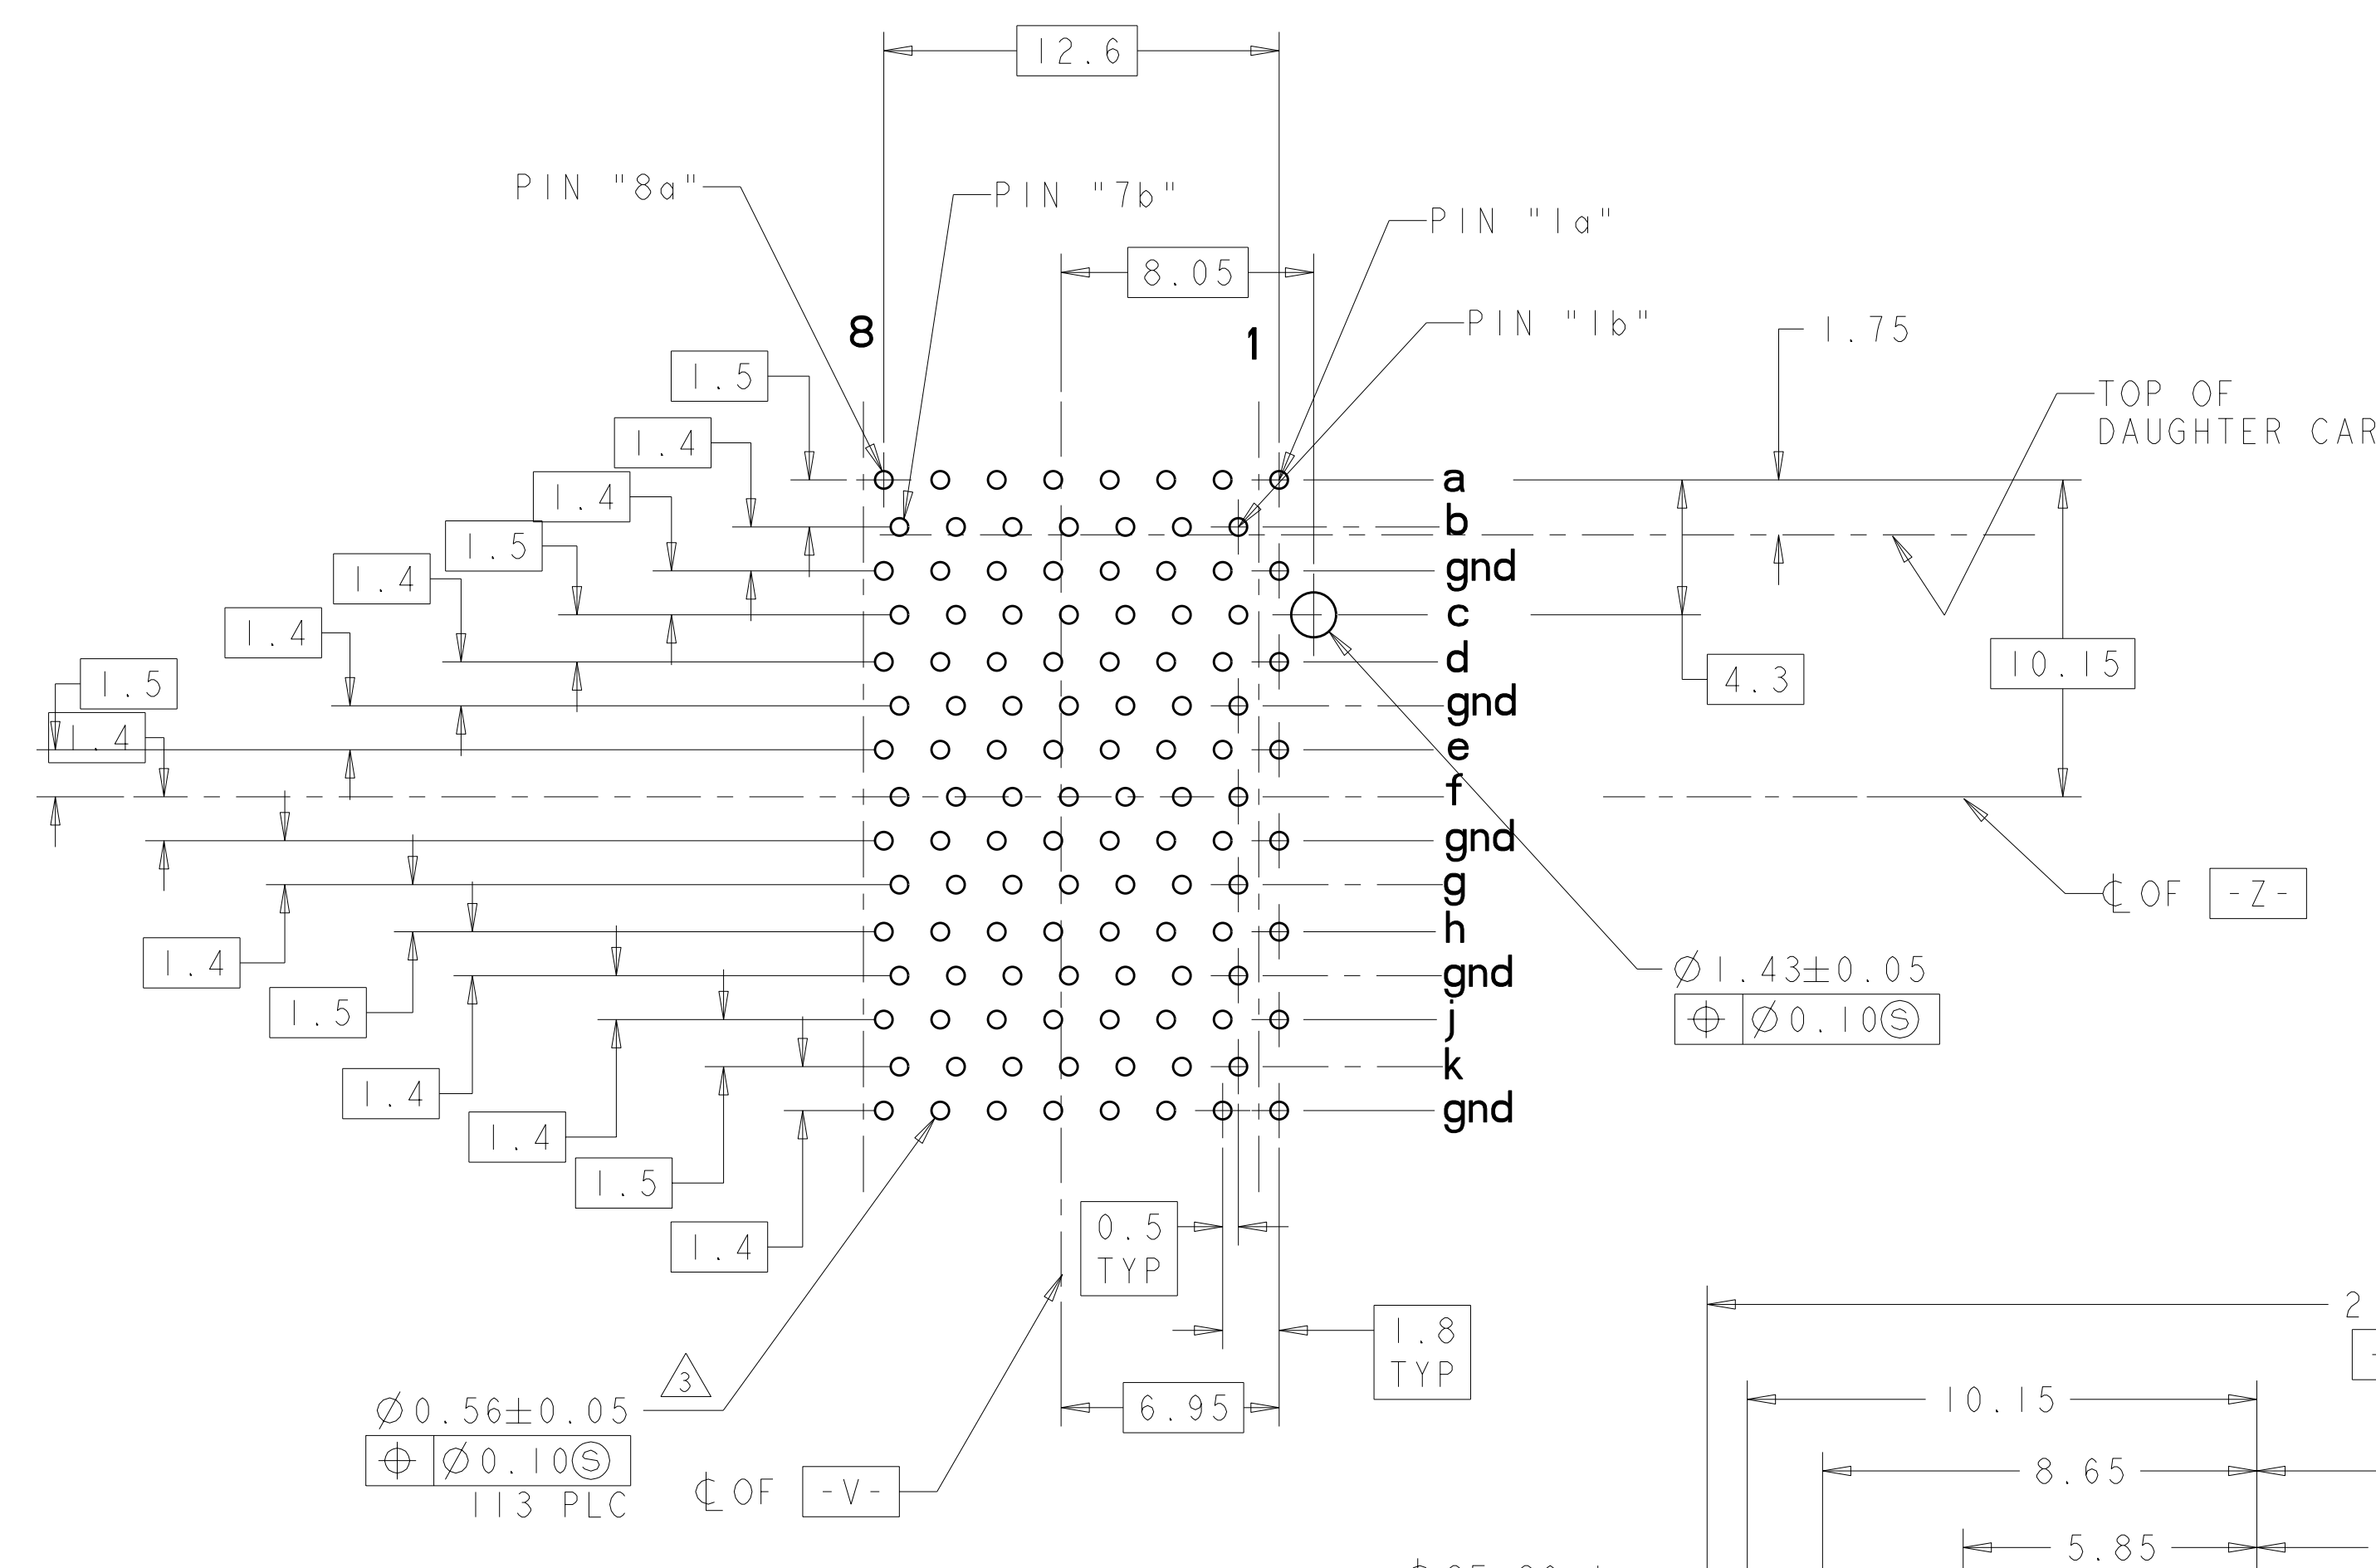 12.6
PIN "8a"
PIN "7b"
PIN "1a"
8.05
PIN "1b"
8
1
1.75
1.5
TOP OF
DAUGHTER CAR
1.4
1.4
a
1.5
b
1.4
gnd
1.4
c
1.5
d
4.3
10.15
1.4
gnd
e
f
gnd
g
℄ OF -Z-
h
1.4
gnd
Ø1.43±0.05
⌖ Ø0.10Ⓢ
1.5
j
1.4
k
1.4
gnd
1.5
1.4
0.5
TYP
2
1.8
TYP
3
6.95
Ø0.56±0.05
10.15
⌖ Ø0.10Ⓢ
113 PLC
℄ OF -V-
8.65
5.85